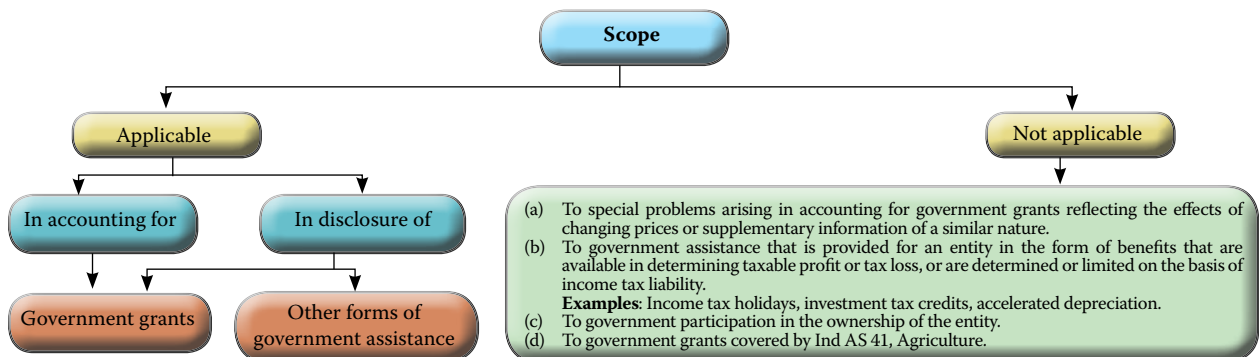 Scope
Applicable
Not applicable
In accounting for
In disclosure of
Government grants
Other forms of
government assistance
(a) To special problems arising in accounting for government grants reflecting the effects of
changing prices or supplementary information of a similar nature.
(b) To government assistance that is provided for an entity in the form of benefits that are
available in determining taxable profit or tax loss, or are determined or limited on the basis of
income tax liability.
Examples: Income tax holidays, investment tax credits, accelerated depreciation.
(c) To government participation in the ownership of the entity.
(d) To government grants covered by Ind AS 41, Agriculture.